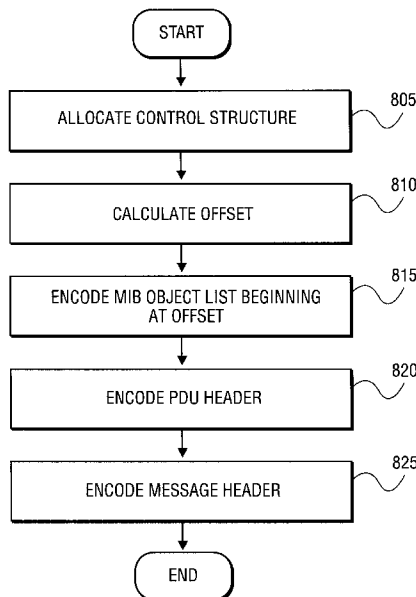 START
805
ALLOCATE CONTROL STRUCTURE
810
CALCULATE OFFSET
815
ENCODE MIB OBJECT LIST BEGINNING
AT OFFSET
820
ENCODE PDU HEADER
825
ENCODE MESSAGE HEADER
END